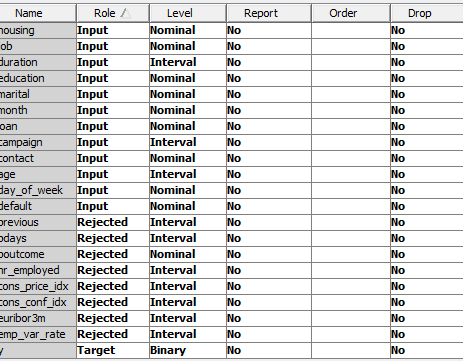 Name Role Level Report Order Drop
housing Input Nominal No No
job Input Nominal No No
duration Input Interval No No
education Input Nominal No No
marital Input Nominal No No
month Input Nominal No No
loan Input Nominal No No
campaign Input Interval No No
contact Input Nominal No No
age Input Interval No No
day_of_week Input Nominal No No
default Input Nominal No No
previous Rejected Interval No No
pdays Rejected Interval No No
poutcome Rejected Nominal No No
nr_employed Rejected Interval No No
cons_price_idx Rejected Interval No No
cons_conf_idx Rejected Interval No No
euribor3m Rejected Interval No No
emp_var_rate Rejected Interval No No
y Target Binary No No